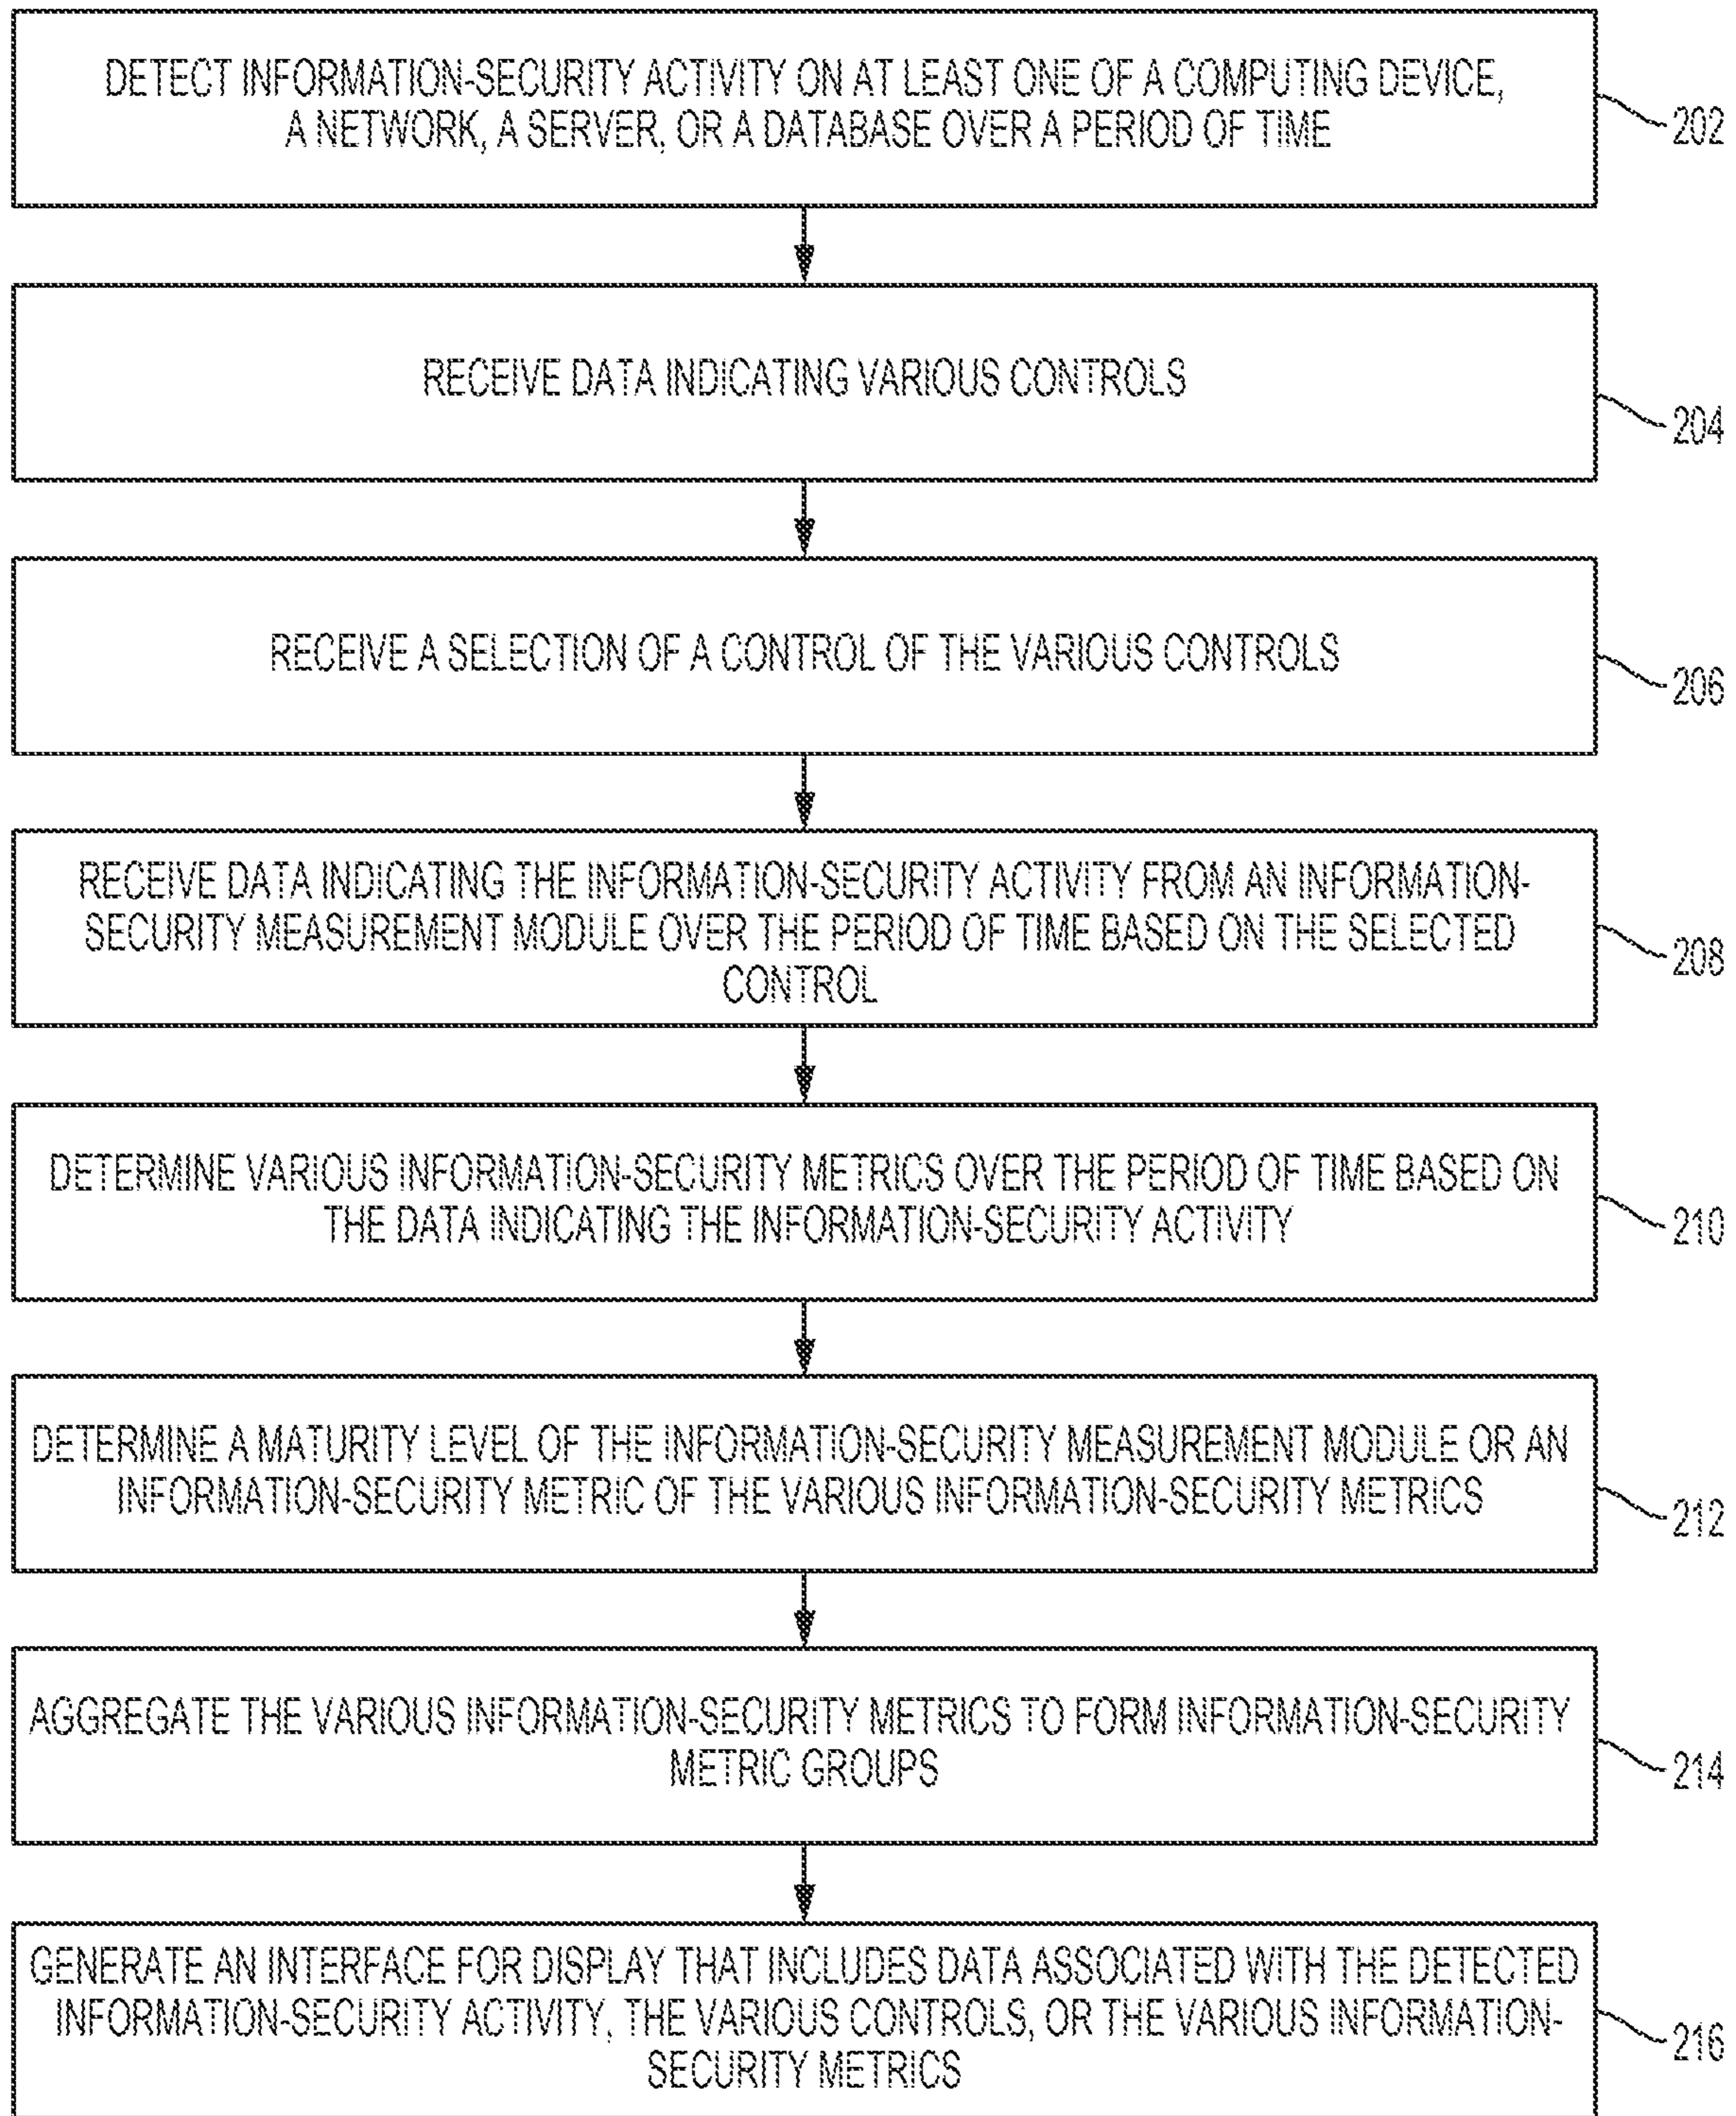 DETECT INFORMATION-SECURITY ACTIVITY ON AT LEAST ONE OF A COMPUTING DEVICE,
A NETWORK, A SERVER, OR A DATABASE OVER A PERIOD OF TIME
202
RECEIVE DATA INDICATING VARIOUS CONTROLS
204
RECEIVE A SELECTION OF A CONTROL OF THE VARIOUS CONTROLS
206
RECEIVE DATA INDICATING THE INFORMATION-SECURITY ACTIVITY FROM AN INFORMATION-
SECURITY MEASUREMENT MODULE OVER THE PERIOD OF TIME BASED ON THE SELECTED
CONTROL
208
DETERMINE VARIOUS INFORMATION-SECURITY METRICS OVER THE PERIOD OF TIME BASED ON
THE DATA INDICATING THE INFORMATION-SECURITY ACTIVITY
210
DETERMINE A MATURITY LEVEL OF THE INFORMATION-SECURITY MEASUREMENT MODULE OR AN
INFORMATION-SECURITY METRIC OF THE VARIOUS INFORMATION-SECURITY METRICS
212
AGGREGATE THE VARIOUS INFORMATION-SECURITY METRICS TO FORM INFORMATION-SECURITY
METRIC GROUPS
214
GENERATE AN INTERFACE FOR DISPLAY THAT INCLUDES DATA ASSOCIATED WITH THE DETECTED
INFORMATION-SECURITY ACTIVITY, THE VARIOUS CONTROLS, OR THE VARIOUS INFORMATION-
SECURITY METRICS
216